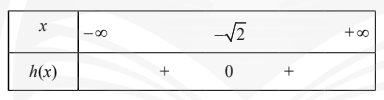 x −∞ −√2 +∞
h(x) + 0 +